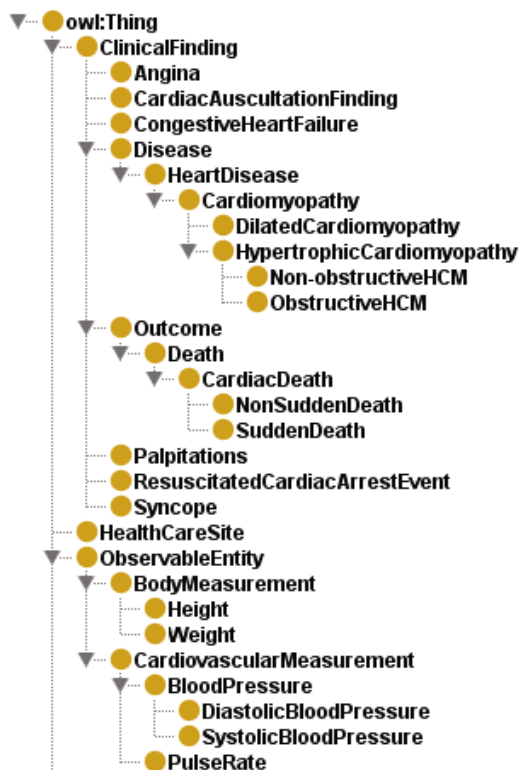 owl:Thing
ClinicalFinding
Angina
CardiacAuscultationFinding
CongestiveHeartFailure
Disease
HeartDisease
Cardiomyopathy
DilatedCardiomyopathy
HypertrophicCardiomyopathy
Non-obstructiveHCM
ObstructiveHCM
Outcome
Death
CardiacDeath
NonSuddenDeath
SuddenDeath
Palpitations
ResuscitatedCardiacArrestEvent
Syncope
HealthCareSite
ObservableEntity
BodyMeasurement
Height
Weight
CardiovascularMeasurement
BloodPressure
DiastolicBloodPressure
SystolicBloodPressure
PulseRate